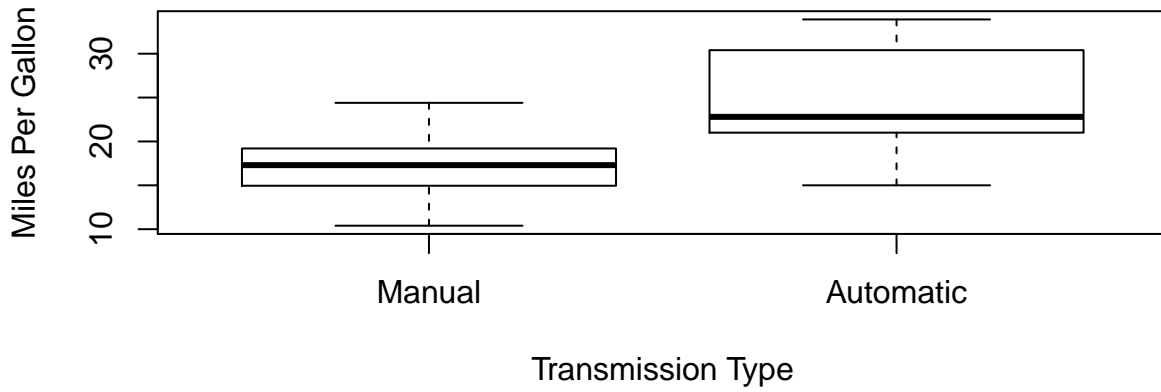 Miles Per Gallon
30
20
10
Manual Automatic
Transmission Type